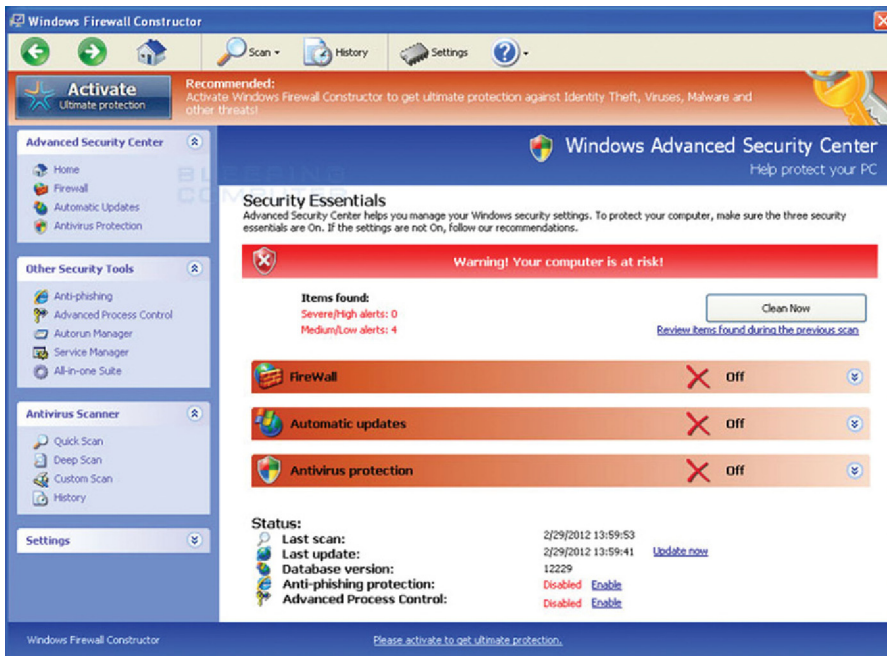 Windows Firewall Constructor
Scan
History
Settings
Activate
Ultimate protection
Recommended:
Activate Windows Firewall Constructor to get ultimate protection against Identity Theft, Viruses, Malware and
other threats!
Advanced Security Center
Home
Firewall
Automatic Updates
Antivirus Protection
Other Security Tools
Anti-phishing
Advanced Process Control
Autorun Manager
Service Manager
All-in-one Suite
Antivirus Scanner
Quick Scan
Deep Scan
Custom Scan
History
Settings
BLEEPING
COMPUTER
Windows Advanced Security Center
Help protect your PC
Security Essentials
Advanced Security Center helps you manage your Windows security settings. To protect your computer, make sure the three security
essentials are On. If the settings are not On, follow our recommendations.
Warning! Your computer is at risk!
Items found:
Severe/High alerts: 0
Medium/Low alerts: 4
Clean Now
Review items found during the previous scan
FireWall Off
Automatic updates Off
Antivirus protection Off
Status:
Last scan: 2/29/2012 13:59:53
Last update: 2/29/2012 13:59:41 Update now
Database version: 12229
Anti-phishing protection: Disabled Enable
Advanced Process Control: Disabled Enable
Windows Firewall Constructor
Please activate to get ultimate protection.